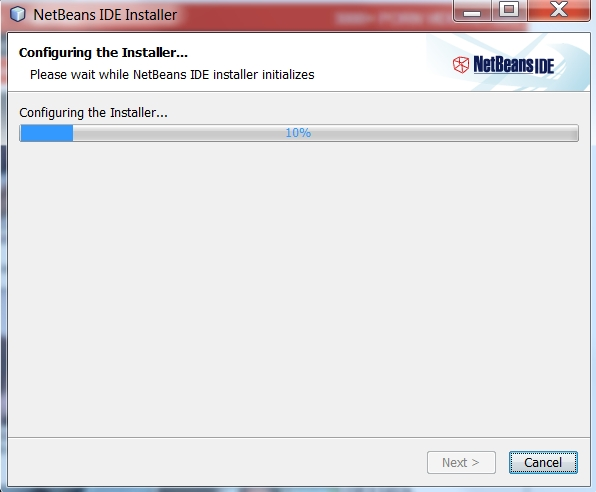 NetBeans IDE Installer
Configuring the Installer...
Please wait while NetBeans IDE installer initializes
NetBeans IDE
Configuring the Installer...
10%
Next >
Cancel